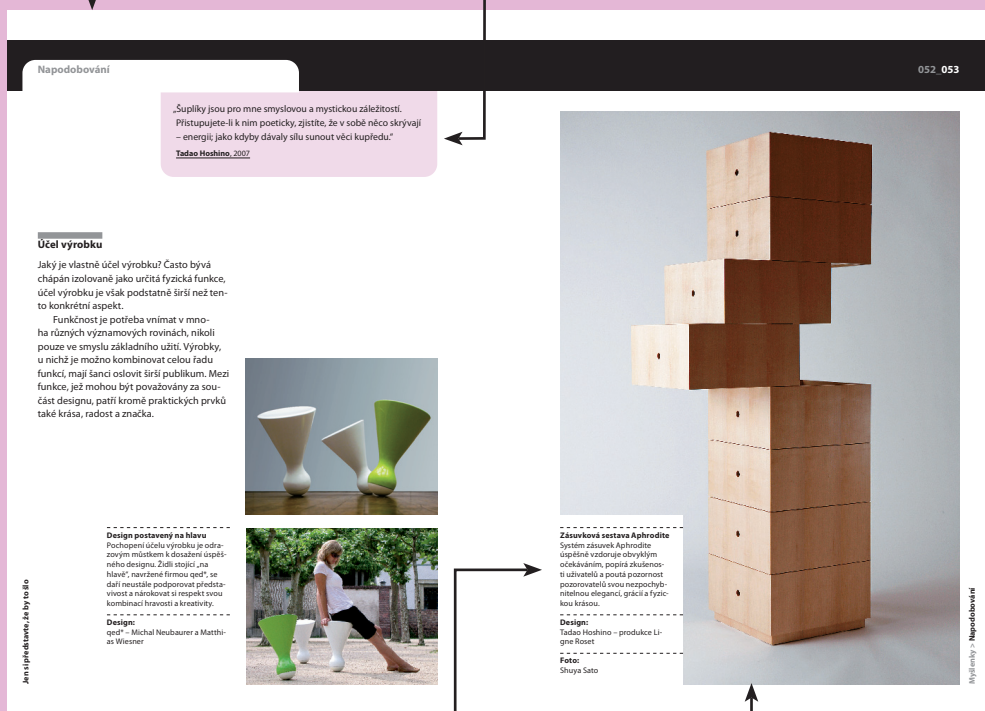 Napodobování
052_053
„Šuplíky jsou pro mne smyslovou a mystickou záležitostí.
Přistupujete-li k nim poeticky, zjistíte, že v sobě něco skrývají
– energii; jako kdyby dávaly sílu sunout věci kupředu.“
Tadao Hoshino, 2007
Účel výrobku
Jaký je vlastně účel výrobku? Často bývá
chápán izolovaně jako určitá fyzická funkce,
účel výrobku je však podstatně širší než ten-
to konkrétní aspekt.
Funkčnost je potřeba vnímat v mno-
ha různých významových rovinách, nikoli
pouze ve smyslu základního užití. Výrobky,
u nichž je možno kombinovat celou řadu
funkcí, mají šanci oslovit širší publikum. Mezi
funkce, jež mohou být považovány za sou-
část designu, patří kromě praktických prvků
také krása, radost a značka.
Design postavený na hlavu
Pochopení účelu výrobku je odra-
zovým můstkem k dosažení úspěš-
ného designu. Židli stojící „na
hlavě“, navržené firmou qed*, se
daří neustále podporovat předsta-
vivost a nárokovat si respekt svou
kombinací hravosti a kreativity.
Design:
qed* – Michal Neubaurer a Matthi-
as Wiesner
Zásuvková sestava Aphrodite
Systém zásuvek Aphrodite
úspěšně vzdoruje obvyklým
očekáváním, popírá zkušenos-
ti uživatelů a poutá pozornost
pozorovatelů svou nezpochyb-
nitelnou elegancí, grácií a fyzic-
kou krásou.
Design:
Tadao Hoshino – produkce Li-
gne Roset
Foto:
Shuya Sato
Jen si představte, že by to šlo
Myšlenky > Napodobování